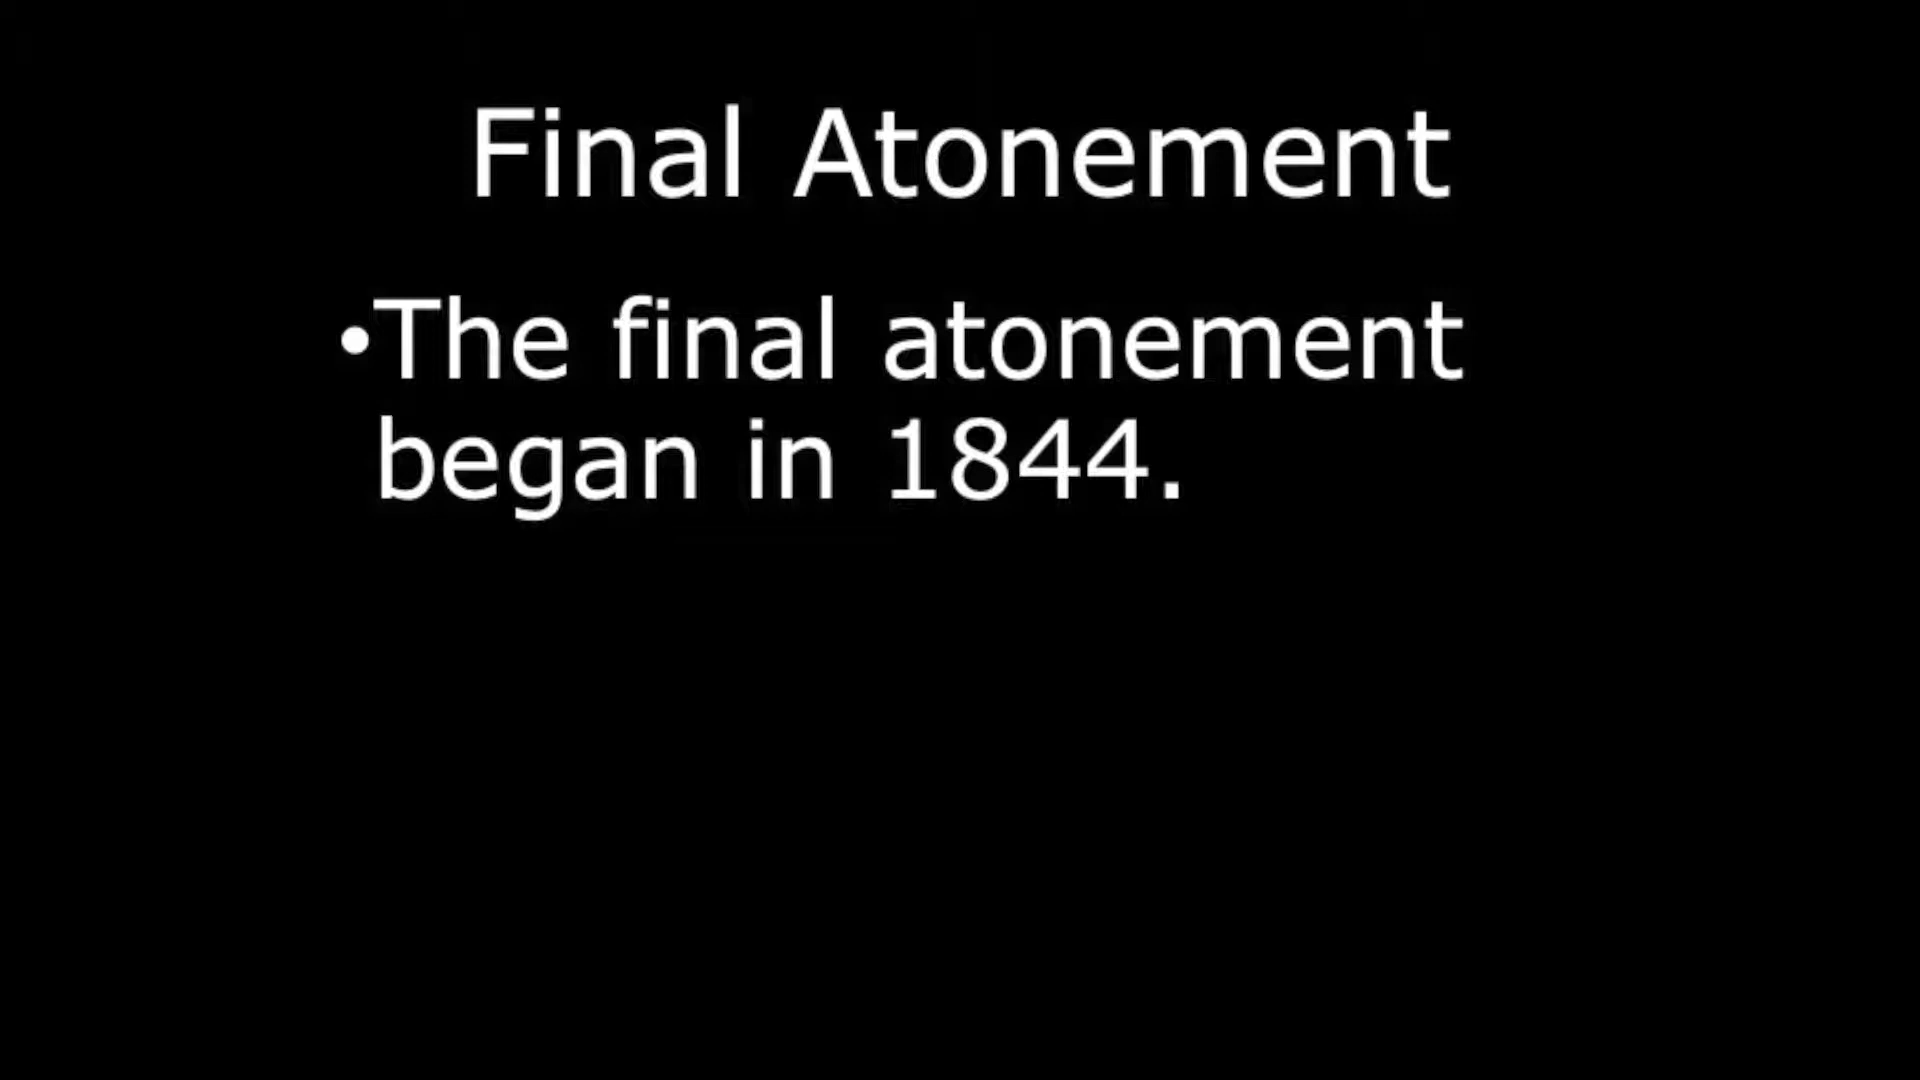 Final Atonement
•The final atonement
began in 1844.